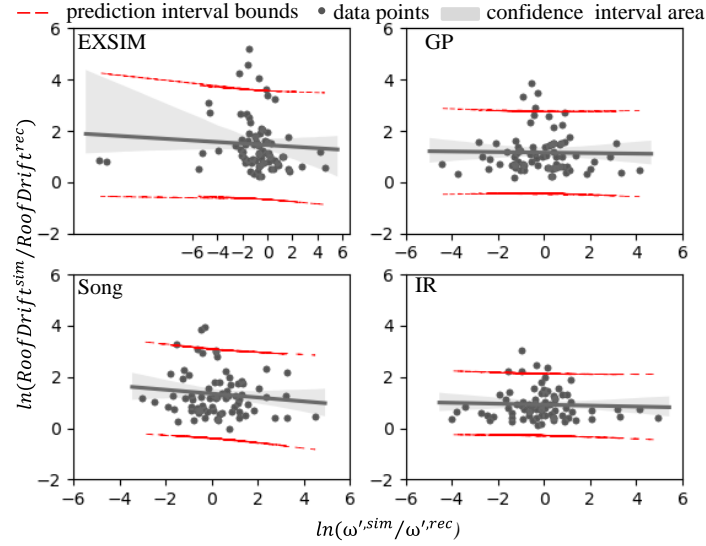 prediction interval bounds data points confidence interval area
EXSIM GP
6 6
4 4
2 2
0 0
−2 −2
−6 −4 −2 0 2 4 6 −6 −4 −2 0 2 4 6
Song IR
6 6
4 4
2 2
0 0
−2 −2
−6 −4 −2 0 2 4 6 −6 −4 −2 0 2 4 6
ln(RoofDrift^sim/RoofDrift^rec)
ln(ω′,sim/ω′,rec)